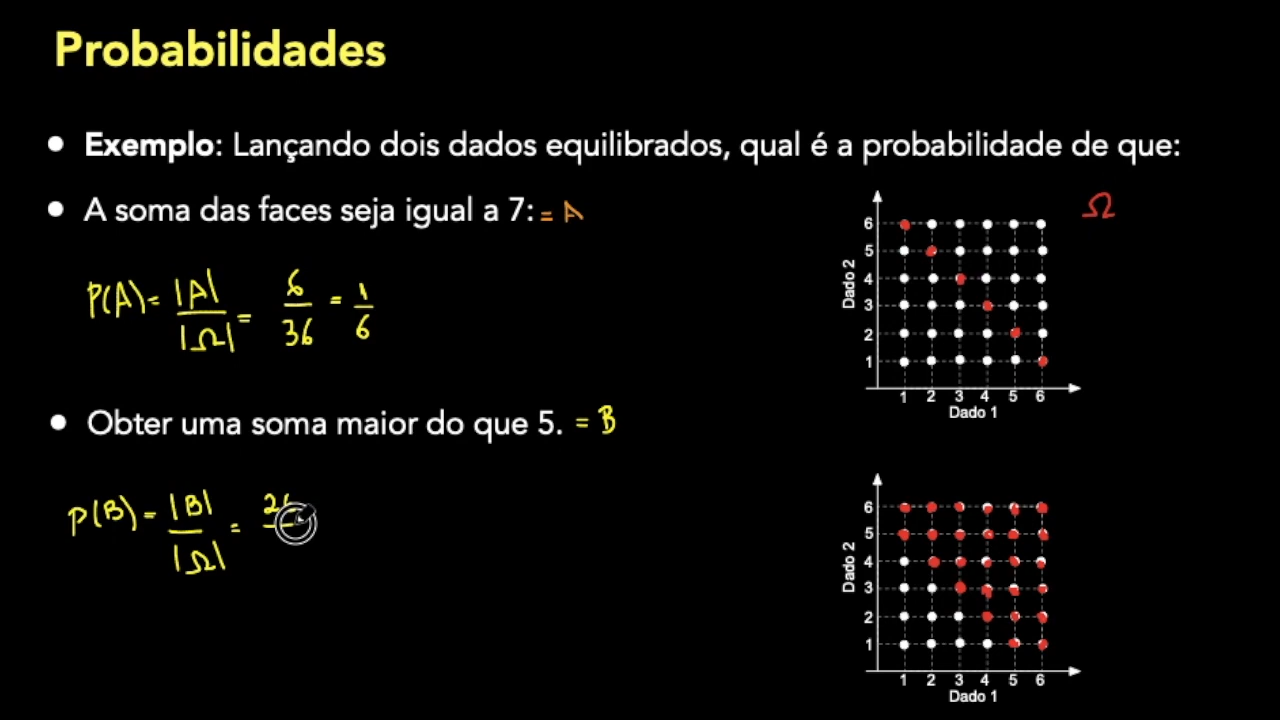 Probabilidades
• Exemplo: Lançando dois dados equilibrados, qual é a probabilidade de que:
• A soma das faces seja igual a 7: = A
P(A) = |A| / |Ω| = 6 / 36 = 1 / 6
Ω
6
5
4
3
2
1
Dado 2
1 2 3 4 5 6
Dado 1
• Obter uma soma maior do que 5. = B
P(B) = |B| / |Ω| =
6
5
4
3
2
1
Dado 2
1 2 3 4 5 6
Dado 1